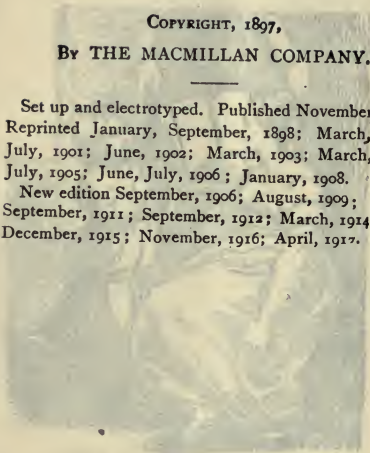 COPYRIGHT, 1897,
BY THE MACMILLAN COMPANY.
Set up and electrotyped. Published November
Reprinted January, September, 1898; March,
July, 1901; June, 1902; March, 1903; March,
July, 1905; June, July, 1906; January, 1908.
New edition September, 1906; August, 1909;
September, 1911; September, 1912; March, 1914
December, 1915; November, 1916; April, 1917.